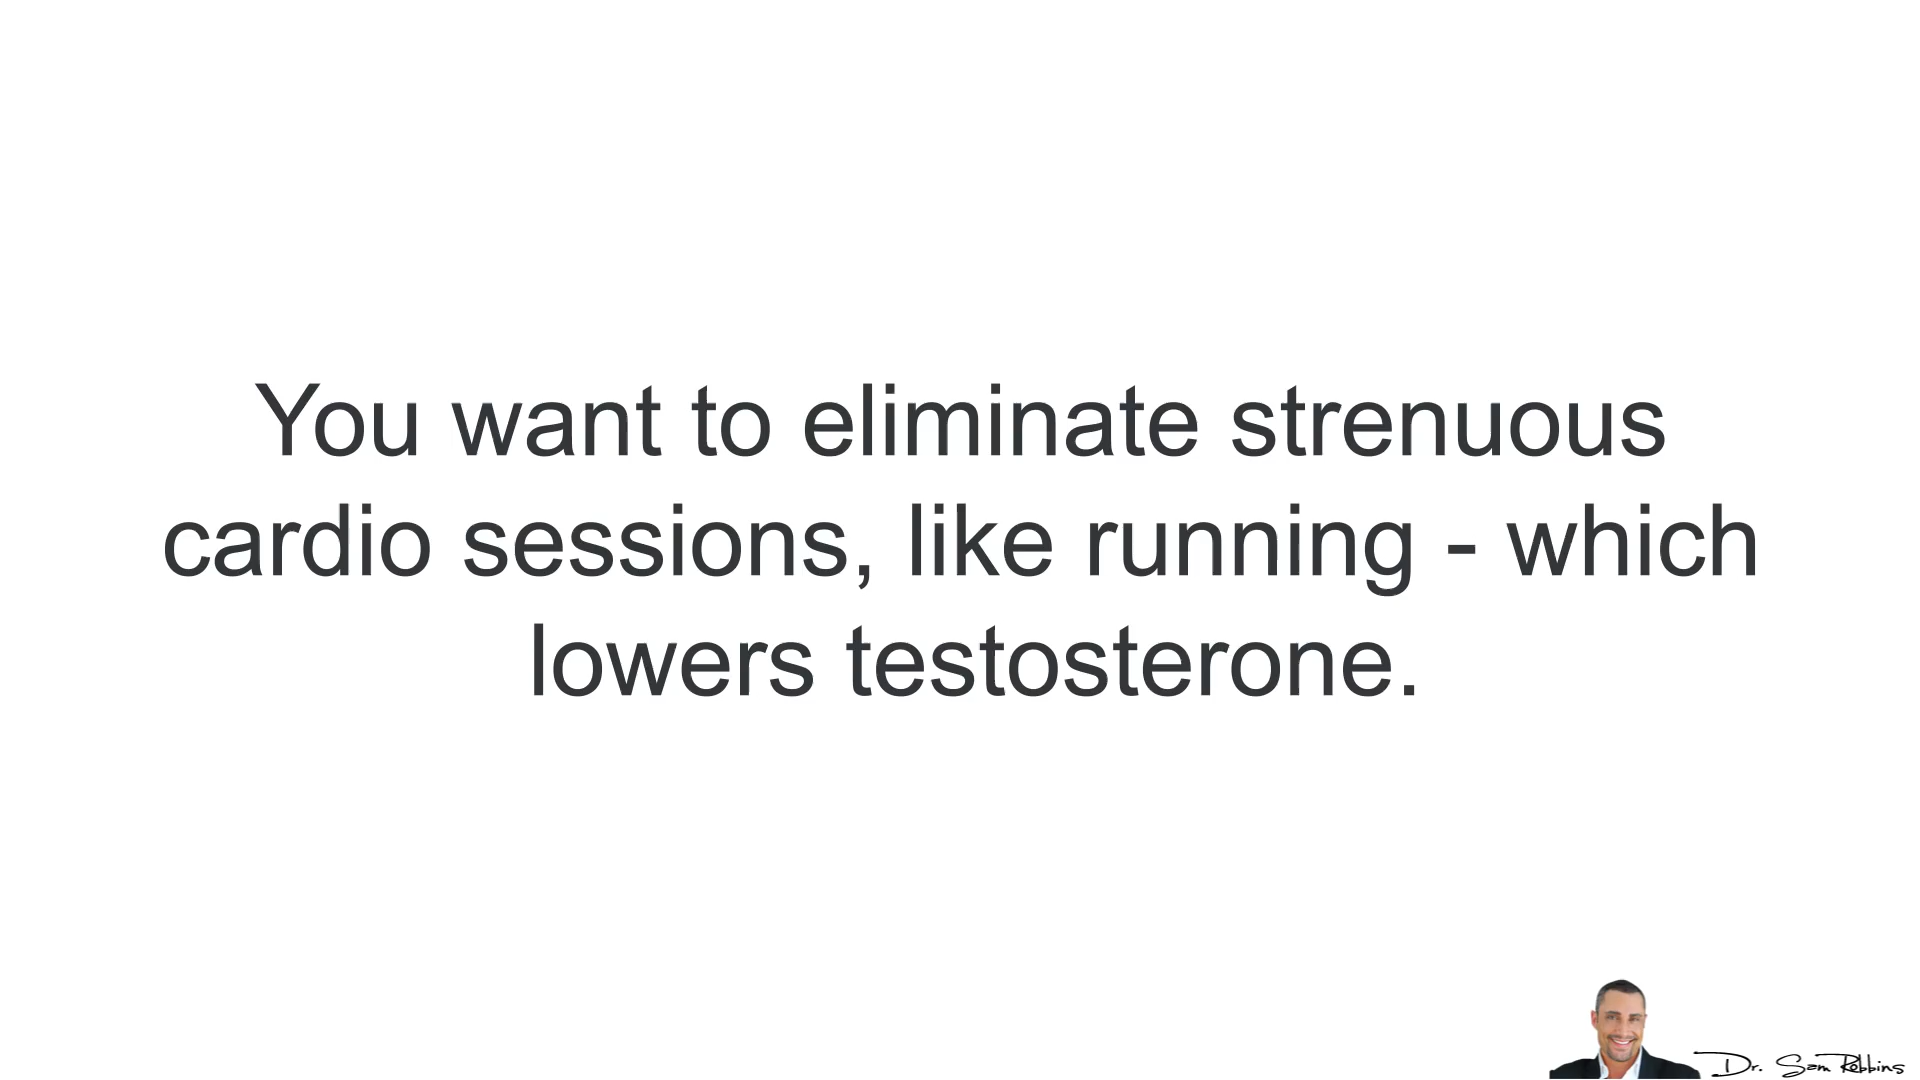 You want to eliminate strenuous
cardio sessions, like running - which
lowers testosterone.
Dr. Sam Robbins